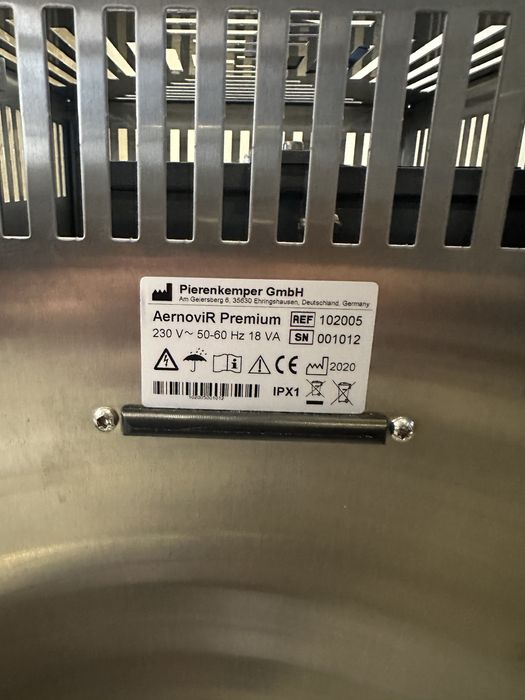 Pierenkemper GmbH
Am Geiersberg 6, 35630 Ehringshausen, Deutschland, Germany
AernoviR Premium REF 102005
230 V~ 50-60 Hz 18 VA SN 001012
CE 2020
IPX1